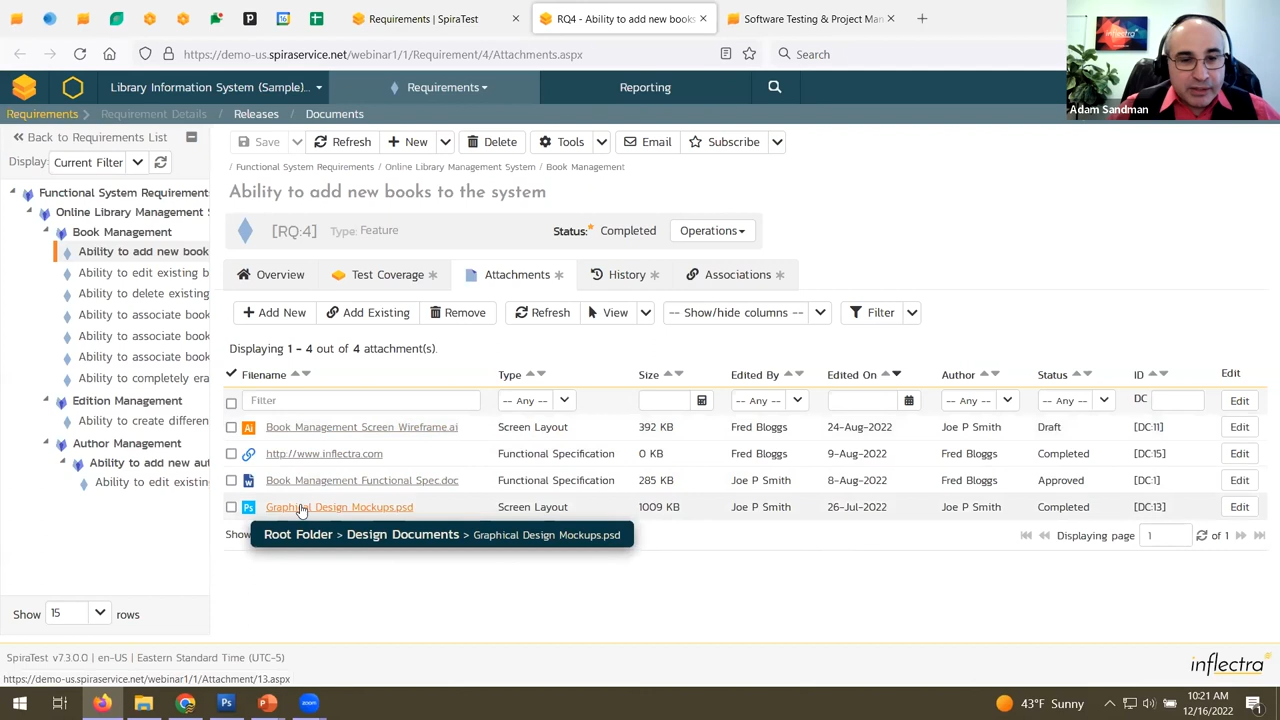 Requirements | SpiraTest
RQ4 - Ability to add new books
Software Testing & Project Man
https://demo-us.spiraservice.net/webinar1/1/Requirement/4/Attachments.aspx
Search
inflectra
Adam Sandman
Library Information System (Sample)...
Requirements
Reporting
Requirements
Requirement Details
Releases
Documents
Back to Requirements List
Display: Current Filter
Save
Refresh
+ New
Delete
Tools
Email
Subscribe
/ Functional System Requirements / Online Library Management System / Book Management
Ability to add new books to the system
[RQ:4] Type: Feature
Status:* Completed
Operations
Functional System Requirement
Online Library Management S
Book Management
Ability to add new book
Ability to edit existing b
Ability to delete existing
Ability to associate book
Ability to associate book
Ability to associate book
Ability to completely era
Edition Management
Ability to create differen
Author Management
Ability to add new aut
Ability to edit existing
Show 15 rows
Overview
Test Coverage
Attachments
History
Associations
+ Add New
Add Existing
Remove
Refresh
View
-- Show/hide columns --
Filter
Displaying 1 - 4 out of 4 attachment(s).
Filename Type Size Edited By Edited On Author Status ID Edit
Filter -- Any -- -- Any -- -- Any -- -- Any -- DC Edit
Book Management Screen Wireframe.ai Screen Layout 392 KB Fred Bloggs 24-Aug-2022 Joe P Smith Draft [DC:11] Edit
http://www.inflectra.com Functional Specification 0 KB Fred Bloggs 9-Aug-2022 Fred Bloggs Completed [DC:15] Edit
Book Management Functional Spec.doc Functional Specification 285 KB Joe P Smith 8-Aug-2022 Fred Bloggs Approved [DC:1] Edit
Graphical Design Mockups.psd Screen Layout 1009 KB Joe P Smith 26-Jul-2022 Joe P Smith Completed [DC:13] Edit
Show
Root Folder > Design Documents > Graphical Design Mockups.psd
Displaying page 1 of 1
SpiraTest v7.3.0.0 | en-US | Eastern Standard Time (UTC-5)
inflectra
https://demo-us.spiraservice.net/webinar1/1/Attachment/13.aspx
zoom
43°F Sunny
10:21 AM
12/16/2022